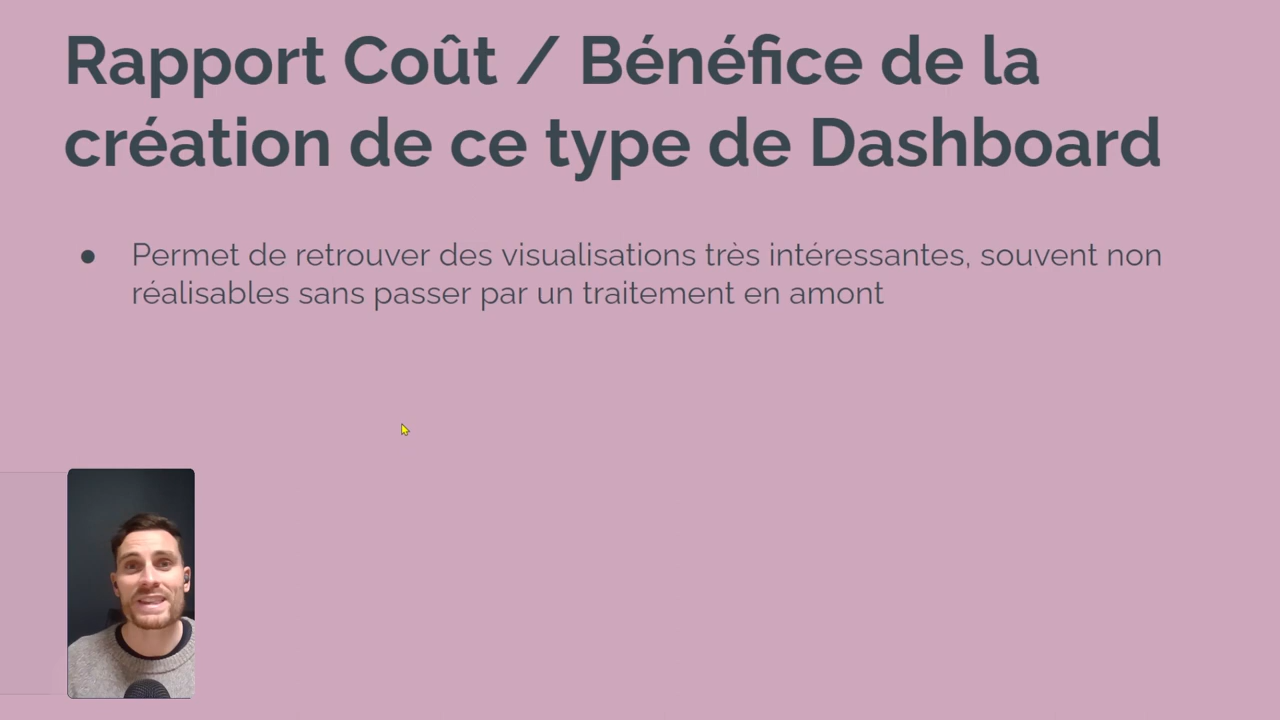 Rapport Coût / Bénéfice de la
création de ce type de Dashboard
● Permet de retrouver des visualisations très intéressantes, souvent non
réalisables sans passer par un traitement en amont